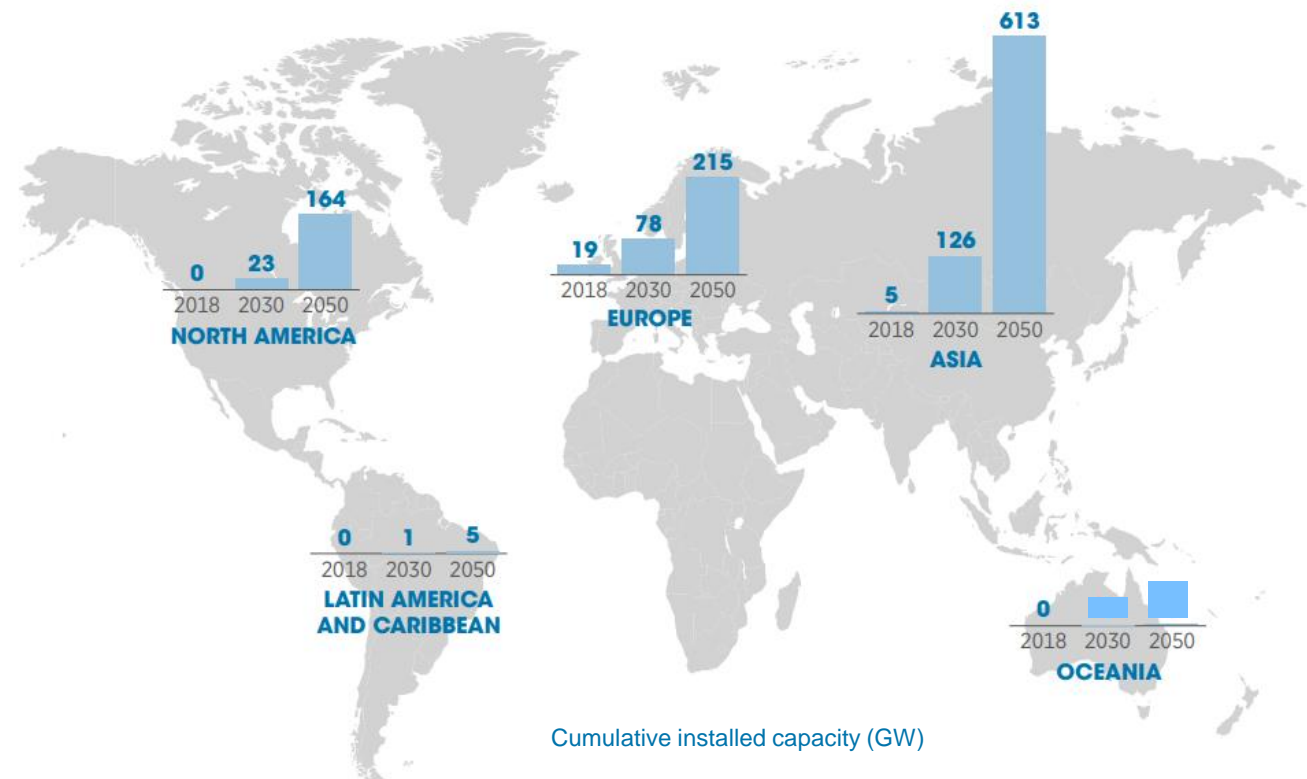 613
215
164
78
126
19
23
0
5
2018 2030 2050
NORTH AMERICA
2018 2030 2050
EUROPE
2018 2030 2050
ASIA
0 1 5
2018 2030 2050
LATIN AMERICA
AND CARIBBEAN
0
2018 2030 2050
OCEANIA
Cumulative installed capacity (GW)